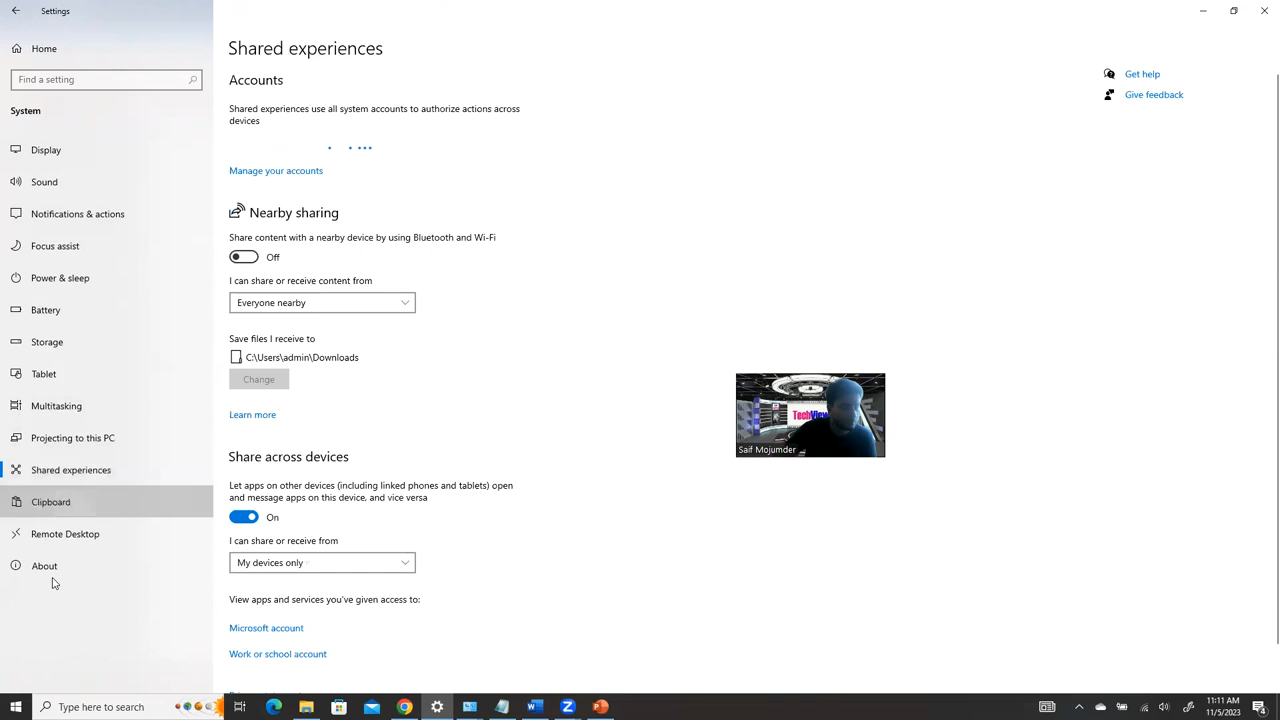 Settings
Home
Find a setting
System
Display
Sound
Notifications & actions
Focus assist
Power & sleep
Battery
Storage
Tablet
Multitasking
Projecting to this PC
Shared experiences
Clipboard
Remote Desktop
About
Shared experiences
Accounts
Shared experiences use all system accounts to authorize actions across
devices
Manage your accounts
Nearby sharing
Share content with a nearby device by using Bluetooth and Wi-Fi
Off
I can share or receive content from
Everyone nearby
Save files I receive to
C:\Users\admin\Downloads
Change
Learn more
Share across devices
Let apps on other devices (including linked phones and tablets) open
and message apps on this device, and vice versa
On
I can share or receive from
My devices only
View apps and services you've given access to:
Microsoft account
Work or school account
Get help
Give feedback
TechView
Saif Mojumder
Type here to search
11:11 AM
11/5/2023
4